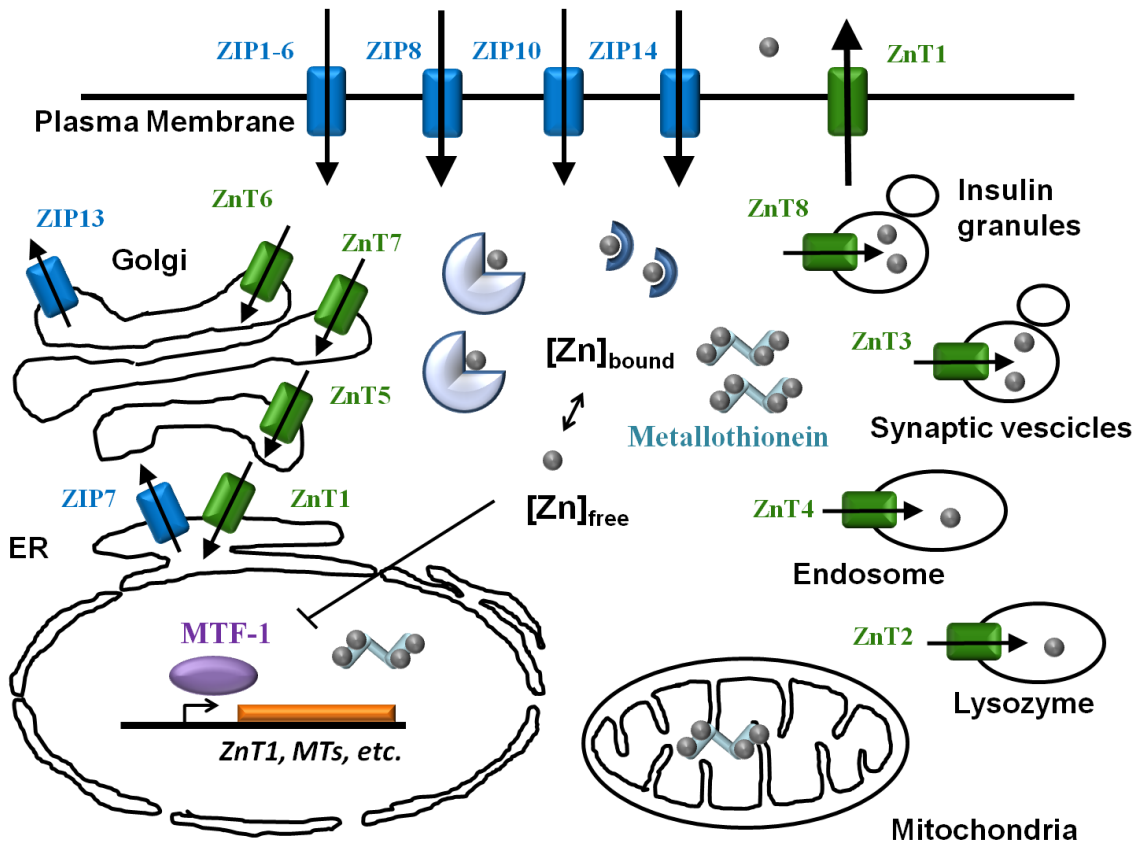 ZIP1-6
ZIP8
ZIP10
ZIP14
ZnT1
Plasma Membrane
ZIP13
Golgi
ZnT6
ZnT7
ZnT5
ZIP7
ZnT1
ER
[Zn]bound
[Zn]free
Metallothionein
ZnT8
Insulin
granules
ZnT3
Synaptic vescicles
ZnT4
Endosome
ZnT2
Lysozyme
MTF-1
ZnT1, MTs, etc.
Mitochondria